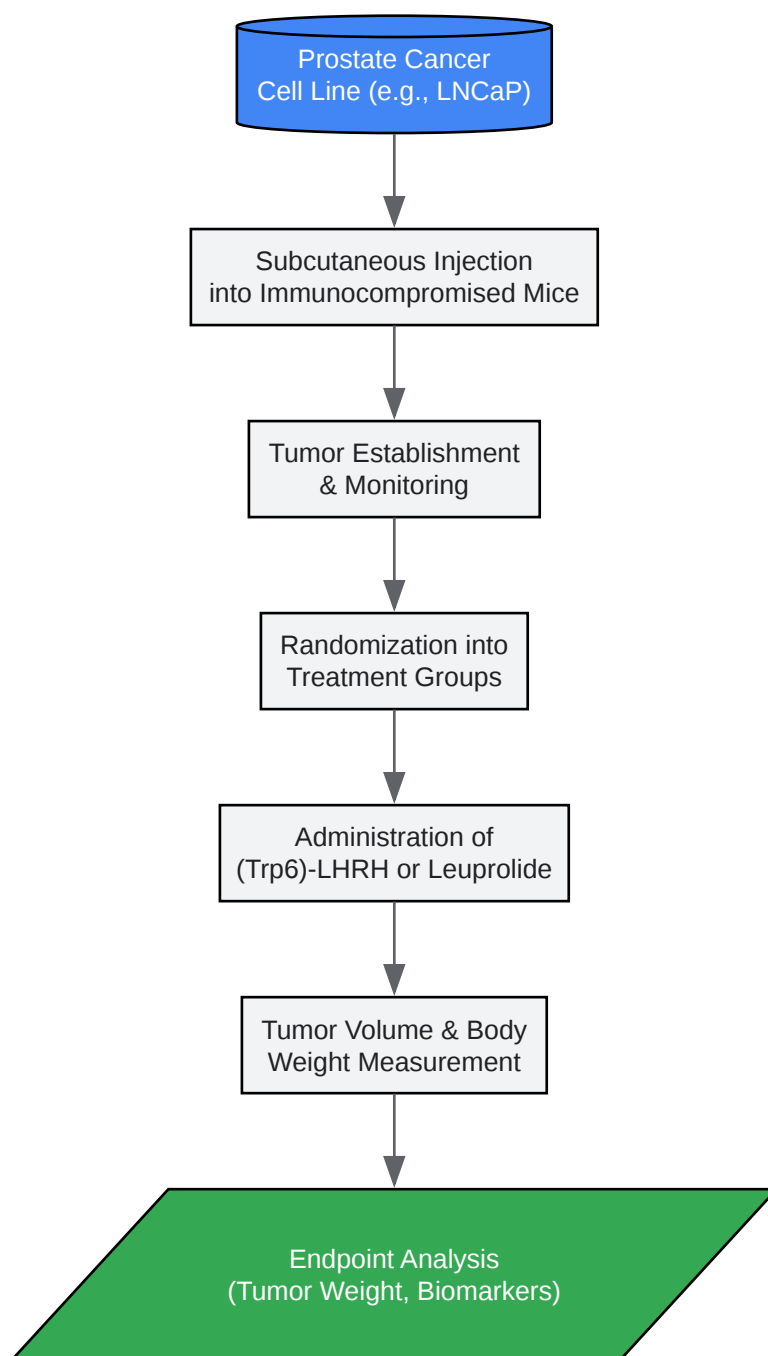 Prostate Cancer
Cell Line (e.g., LNCaP)
Subcutaneous Injection
into Immunocompromised Mice
Tumor Establishment
& Monitoring
Randomization into
Treatment Groups
Administration of
(Trp6)-LHRH or Leuprolide
Tumor Volume & Body
Weight Measurement
Endpoint Analysis
(Tumor Weight, Biomarkers)